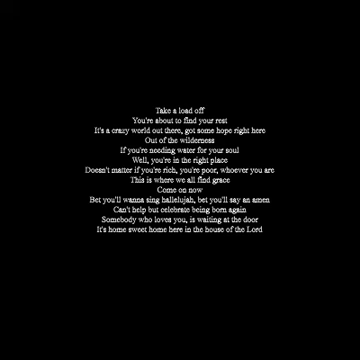 Take a load off
You're about to find your rest
It's a crazy world out there, got some hope right here
Out of the wilderness
If you're needing water for your soul
Well, you're in the right place
Doesn't matter if you're rich, you're poor, whoever you are
This is where we all find grace
Come on now
Bet you'll wanna sing hallelujah, bet you'll say an amen
Can't help but celebrate being born again
Somebody who loves you, is waiting at the door
It's home sweet home here in the house of the Lord